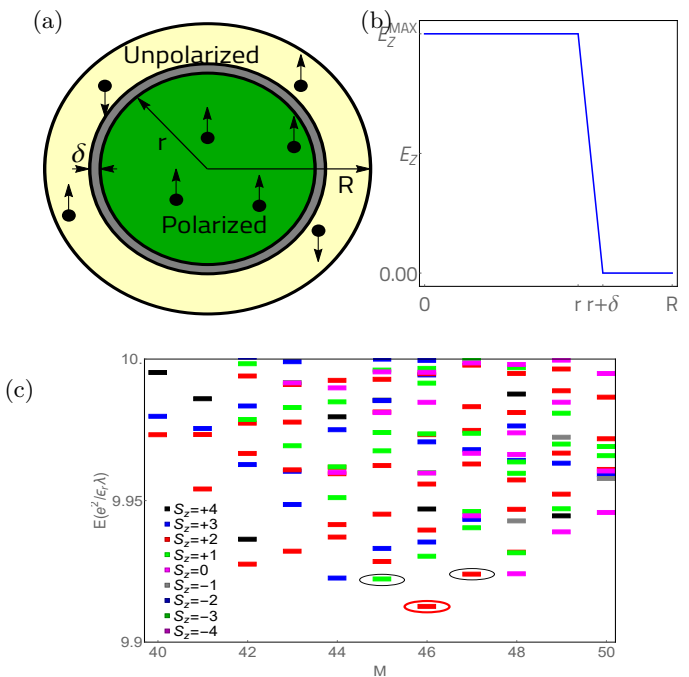 (a)
Unpolarized
δ
r
R
Polarized
(b)
E_Z^MAX
E_Z
0.00
0
r r+δ
R
(c)
10.
9.95
9.9
E(e²/ε_r λ)
S_z=+4
S_z=+3
S_z=+2
S_z=+1
S_z=0
S_z=-1
S_z=-2
S_z=-3
S_z=-4
40 42 44 46 48 50
M